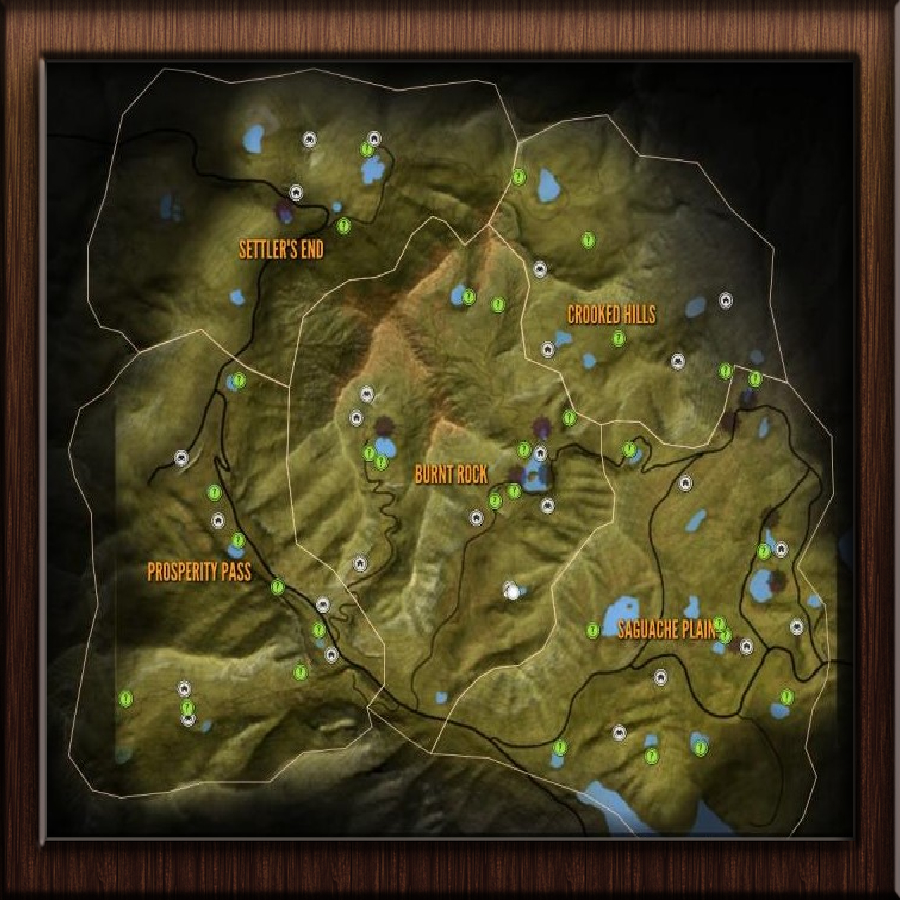 SETTLER'S END
CROOKED HILLS
BURNT ROCK
PROSPERITY PASS
SAGUACHE PLAIN